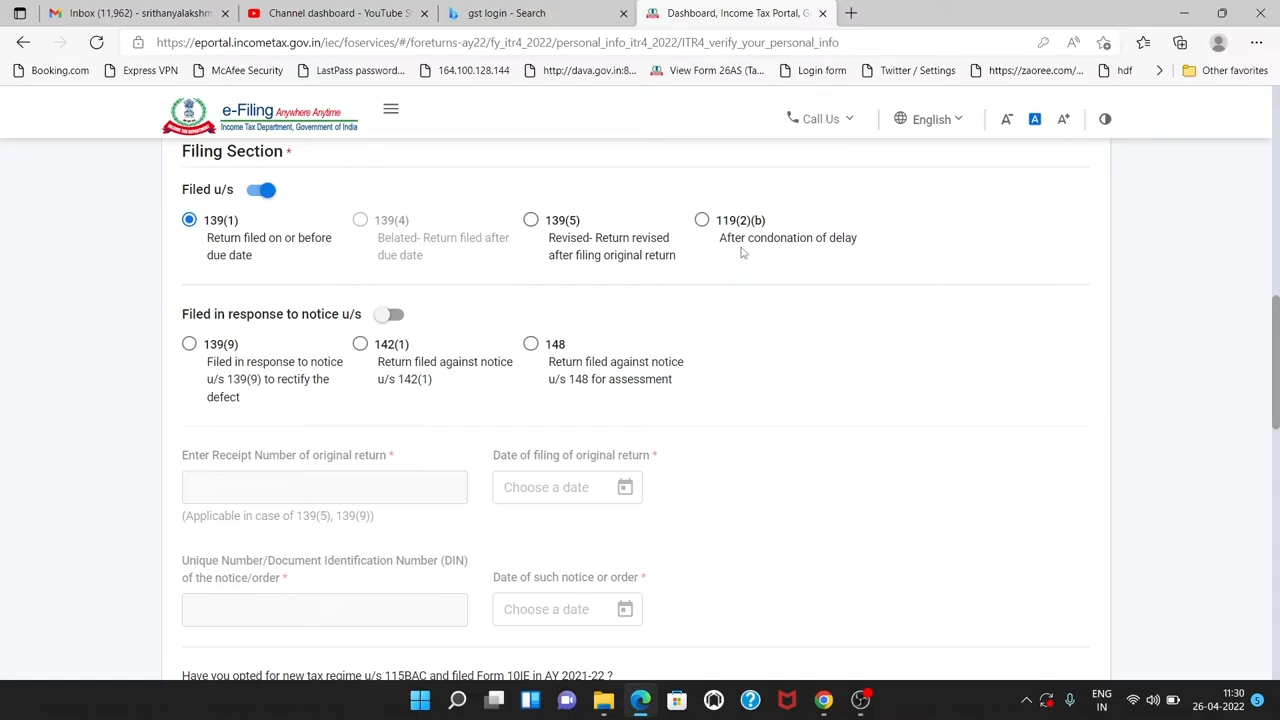 Inbox (11,962) - srithanyalakshm
Channel dashboard - YouTube S
gst login - Search
Dashboard, Income Tax Portal, G
https://eportal.incometax.gov.in/iec/foservices/#/foreturns-ay22/fy_itr4_2022/personal_info_itr4_2022/ITR4_verify_your_personal_info
Booking.com
Express VPN
McAfee Security
LastPass password...
164.100.128.144
http://dava.gov.in:8...
View Form 26AS (Ta...
Login form
Twitter / Settings
https://zaoree.com/...
hdf
Other favorites
e-Filing Anywhere Anytime
Income Tax Department, Government of India
Call Us
English
A-
A
A+
Filing Section *
Filed u/s
139(1)
Return filed on or before
due date
139(4)
Belated- Return filed after
due date
139(5)
Revised- Return revised
after filing original return
119(2)(b)
After condonation of delay
Filed in response to notice u/s
139(9)
Filed in response to notice
u/s 139(9) to rectify the
defect
142(1)
Return filed against notice
u/s 142(1)
148
Return filed against notice
u/s 148 for assessment
Enter Receipt Number of original return *
(Applicable in case of 139(5), 139(9))
Date of filing of original return *
Choose a date
Unique Number/Document Identification Number (DIN)
of the notice/order *
Date of such notice or order *
Choose a date
Have you opted for new tax regime u/s 115BAC and filed Form 10IE in AY 2021-22 ?
ENG
IN
11:30
26-04-2022
5